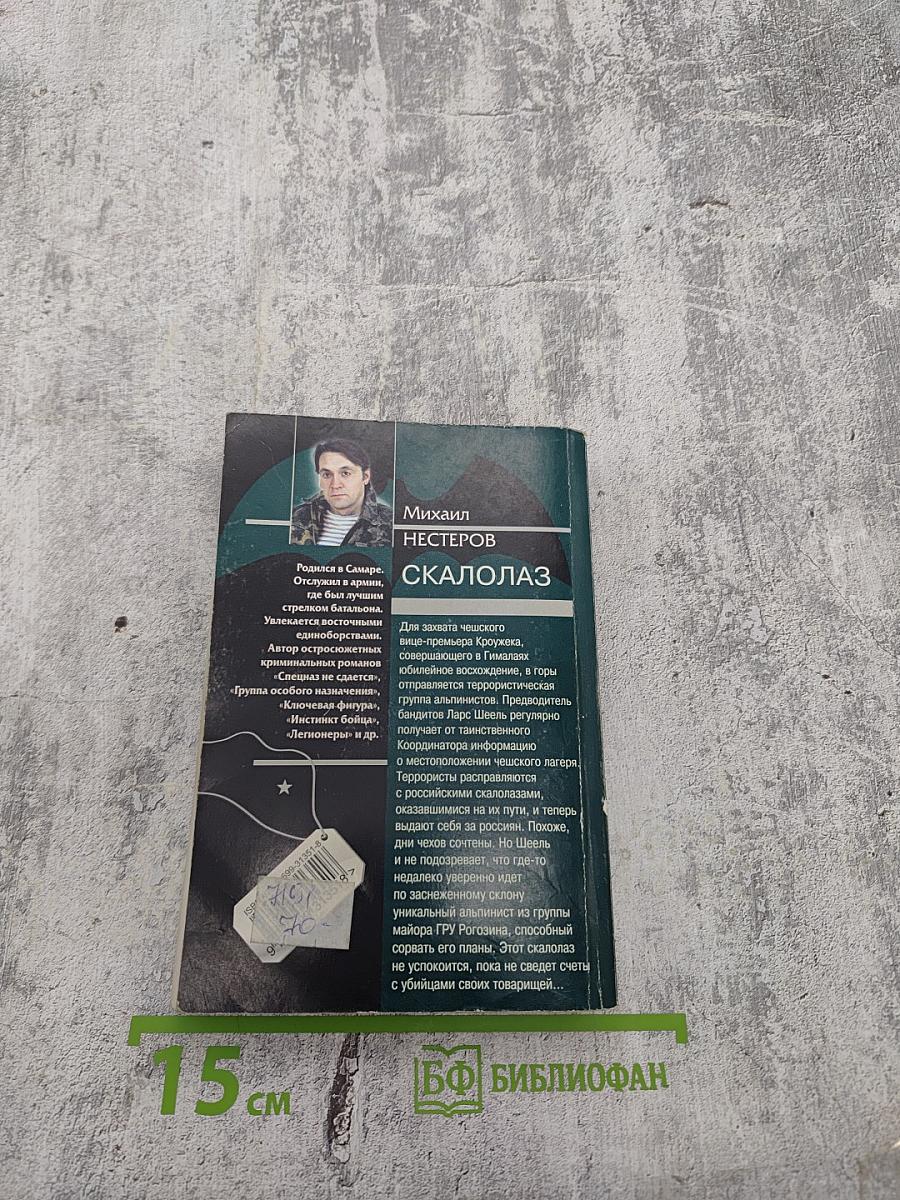 Михаил
НЕСТЕРОВ
СКАЛОЛАЗ
Родился в Самаре.
Отслужил в армии,
где был лучшим
стрелком батальона.
Увлекается восточными
единоборствами.
Автор остросюжетных
криминальных романов
«Спецназ не сдается»,
«Группа особого назначения»,
«Ключевая фигура»,
«Инстинкт бойца»,
«Легионеры» и др.
Для захвата чешского
вице-премьера Кроужека,
совершающего в Гималаях
юбилейное восхождение, в горы
отправляется террористическая
группа альпинистов. Предводитель
бандитов Ларс Шеель регулярно
получает от таинственного
Координатора информацию
о местоположении чешского лагеря.
Террористы расправляются
с российскими скалолазами,
оказавшимися на их пути, и теперь
выдают себя за россиян. Похоже,
дни чехов сочтены. Но Шеель
и не подозревает, что где-то
недалеко уверенно идет
по заснеженному склону
уникальный альпинист из группы
майора ГРУ Рогозина, способный
сорвать его планы. Этот скалолаз
не успокоится, пока не сведет счеты
с убийцами своих товарищей...
70-
15 см
БФ БИБЛИОФАН